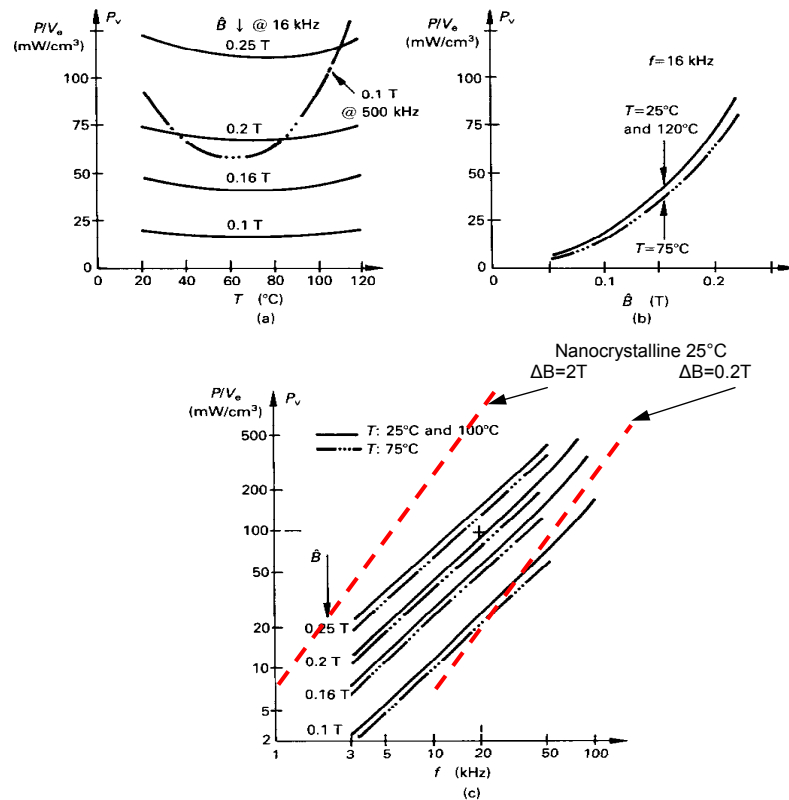 P/Vₑ
(mW/cm³)
Pᵥ
B̂ ↓ @ 16 kHz
0.25 T
0.1 T
@ 500 kHz
0.2 T
0.16 T
0.1 T
100
75
50
25
0
0 20 40 60 80 100 120
T (°C)
(a)
P/Vₑ
(mW/cm³)
Pᵥ
f=16 kHz
T=25°C
and 120°C
T=75°C
100
75
50
25
0
0 0.1 0.2
B̂ (T)
(b)
Nanocrystalline 25°C
ΔB=2T ΔB=0.2T
P/Vₑ
(mW/cm³)
Pᵥ
T: 25°C and 100°C
T: 75°C
500
200
100
50
20
10
5
2
B̂
0.25 T
0.2 T
0.16 T
0.1 T
1 3 5 10 20 50 100
f (kHz)
(c)